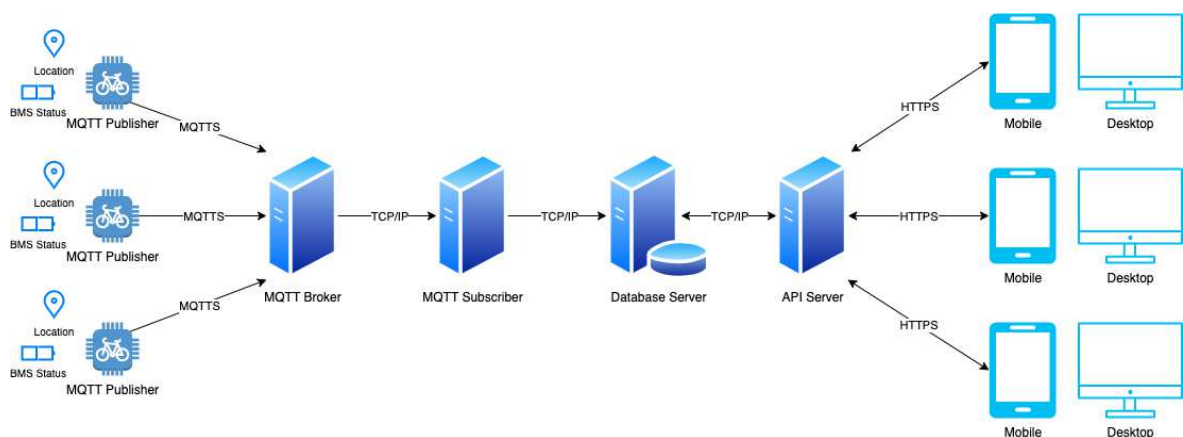 Location
BMS Status
MQTT Publisher
MQTTS
Location
BMS Status
MQTT Publisher
MQTTS
Location
BMS Status
MQTT Publisher
MQTTS
MQTT Broker
TCP/IP
MQTT Subscriber
TCP/IP
Database Server
TCP/IP
API Server
HTTPS
Mobile
Desktop
HTTPS
Mobile
Desktop
HTTPS
Mobile
Desktop